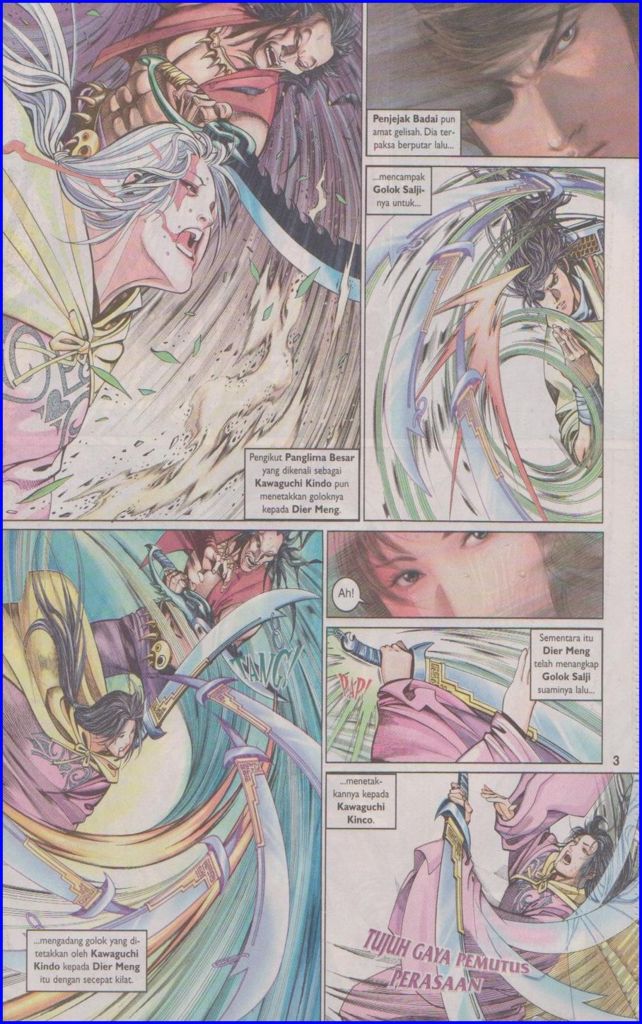 Pengikut Panglima Besar
yang dikenali sebagai
Kawaguchi Kindo pun
menetakkan goloknya
kepada Dier Meng.
Penjejak Badai pun
amat gelisah. Dia ter-
paksa berputar lalu...
...mencampak
Golok Salji-
nya untuk...
WANG!
...mengadang golok yang di-
tetakkan oleh Kawaguchi
Kindo kepada Dier Meng
itu dengan secepat kilat.
Ah!
PAP!
Sementara itu
Dier Meng
telah menangkap
Golok Salji
suaminya lalu...
3
...menetak-
kannya kepada
Kawaguchi
Kinco.
TUJUH GAYA PEMUTUS
PERASAAN